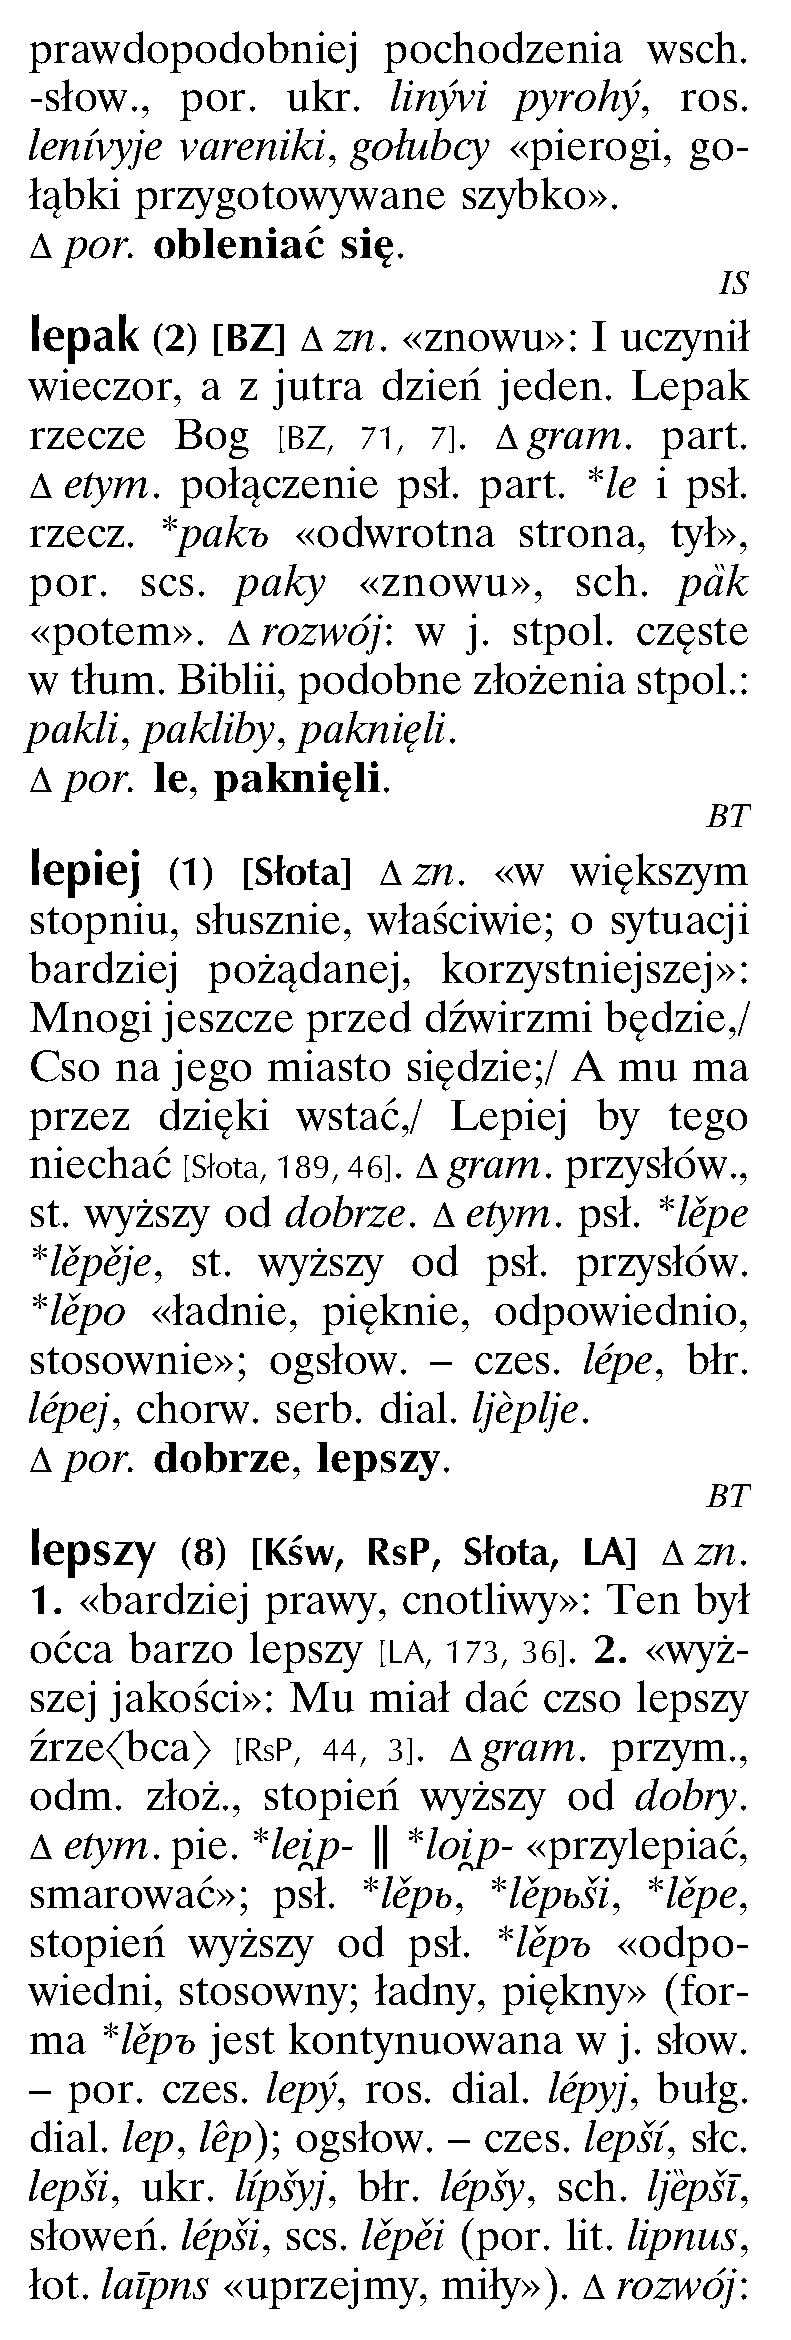 prawdopodobniej pochodzenia wsch.
-słow., por. ukr. linývi pyrohý, ros.
lenívyje vareniki, gołubcy «pierogi, go-
łąbki przygotowywane szybko».
∆ por. obleniać się.
IS
lepak (2) [BZ] ∆ zn. «znowu»: I uczynił
wieczor, a z jutra dzień jeden. Lepak
rzecze Bog [BZ, 71, 7]. ∆ gram. part.
∆ etym. połączenie psł. part. *le i psł.
rzecz. *pakъ «odwrotna strona, tył»,
por. scs. paky «znowu», sch. pȁk
«potem». ∆ rozwój: w j. stpol. częste
w tłum. Biblii, podobne złożenia stpol.:
pakli, pakliby, paknięli.
∆ por. le, paknięli.
BT
lepiej (1) [Słota] ∆ zn. «w większym
stopniu, słusznie, właściwie; o sytuacji
bardziej pożądanej, korzystniejszej»:
Mnogi jeszcze przed dźwirzmi będzie,/
Cso na jego miasto siędzie;/ A mu ma
przez dzięki wstać,/ Lepiej by tego
niechać [Słota, 189, 46]. ∆ gram. przysłów.,
st. wyższy od dobrze. ∆ etym. psł. *lěpe
*lěpěje, st. wyższy od psł. przysłów.
*lěpo «ładnie, pięknie, odpowiednio,
stosownie»; ogsłow. – czes. lépe, błr.
lépej, chorw. serb. dial. ljèplje.
∆ por. dobrze, lepszy.
BT
lepszy (8) [Kśw, RsP, Słota, LA] ∆ zn.
1. «bardziej prawy, cnotliwy»: Ten był
oćca barzo lepszy [LA, 173, 36]. 2. «wyż-
szej jakości»: Mu miał dać czso lepszy
źrze〈bca〉 [RsP, 44, 3]. ∆ gram. przym.,
odm. złoż., stopień wyższy od dobry.
∆ etym. pie. *lei̯p- ‖ *loi̯p- «przylepiać,
smarować»; psł. *lěpь, *lěpьši, *lěpe,
stopień wyższy od psł. *lěpъ «odpo-
wiedni, stosowny; ładny, piękny» (for-
ma *lěpъ jest kontynuowana w j. słow.
– por. czes. lepý, ros. dial. lépyj, bułg.
dial. lep, lêp); ogsłow. – czes. lepší, słc.
lepši, ukr. lípšyj, błr. lépšy, sch. ljȅpšī,
słoweń. lépši, scs. lěpěi (por. lit. lipnus,
łot. laīpns «uprzejmy, miły»). ∆ rozwój: